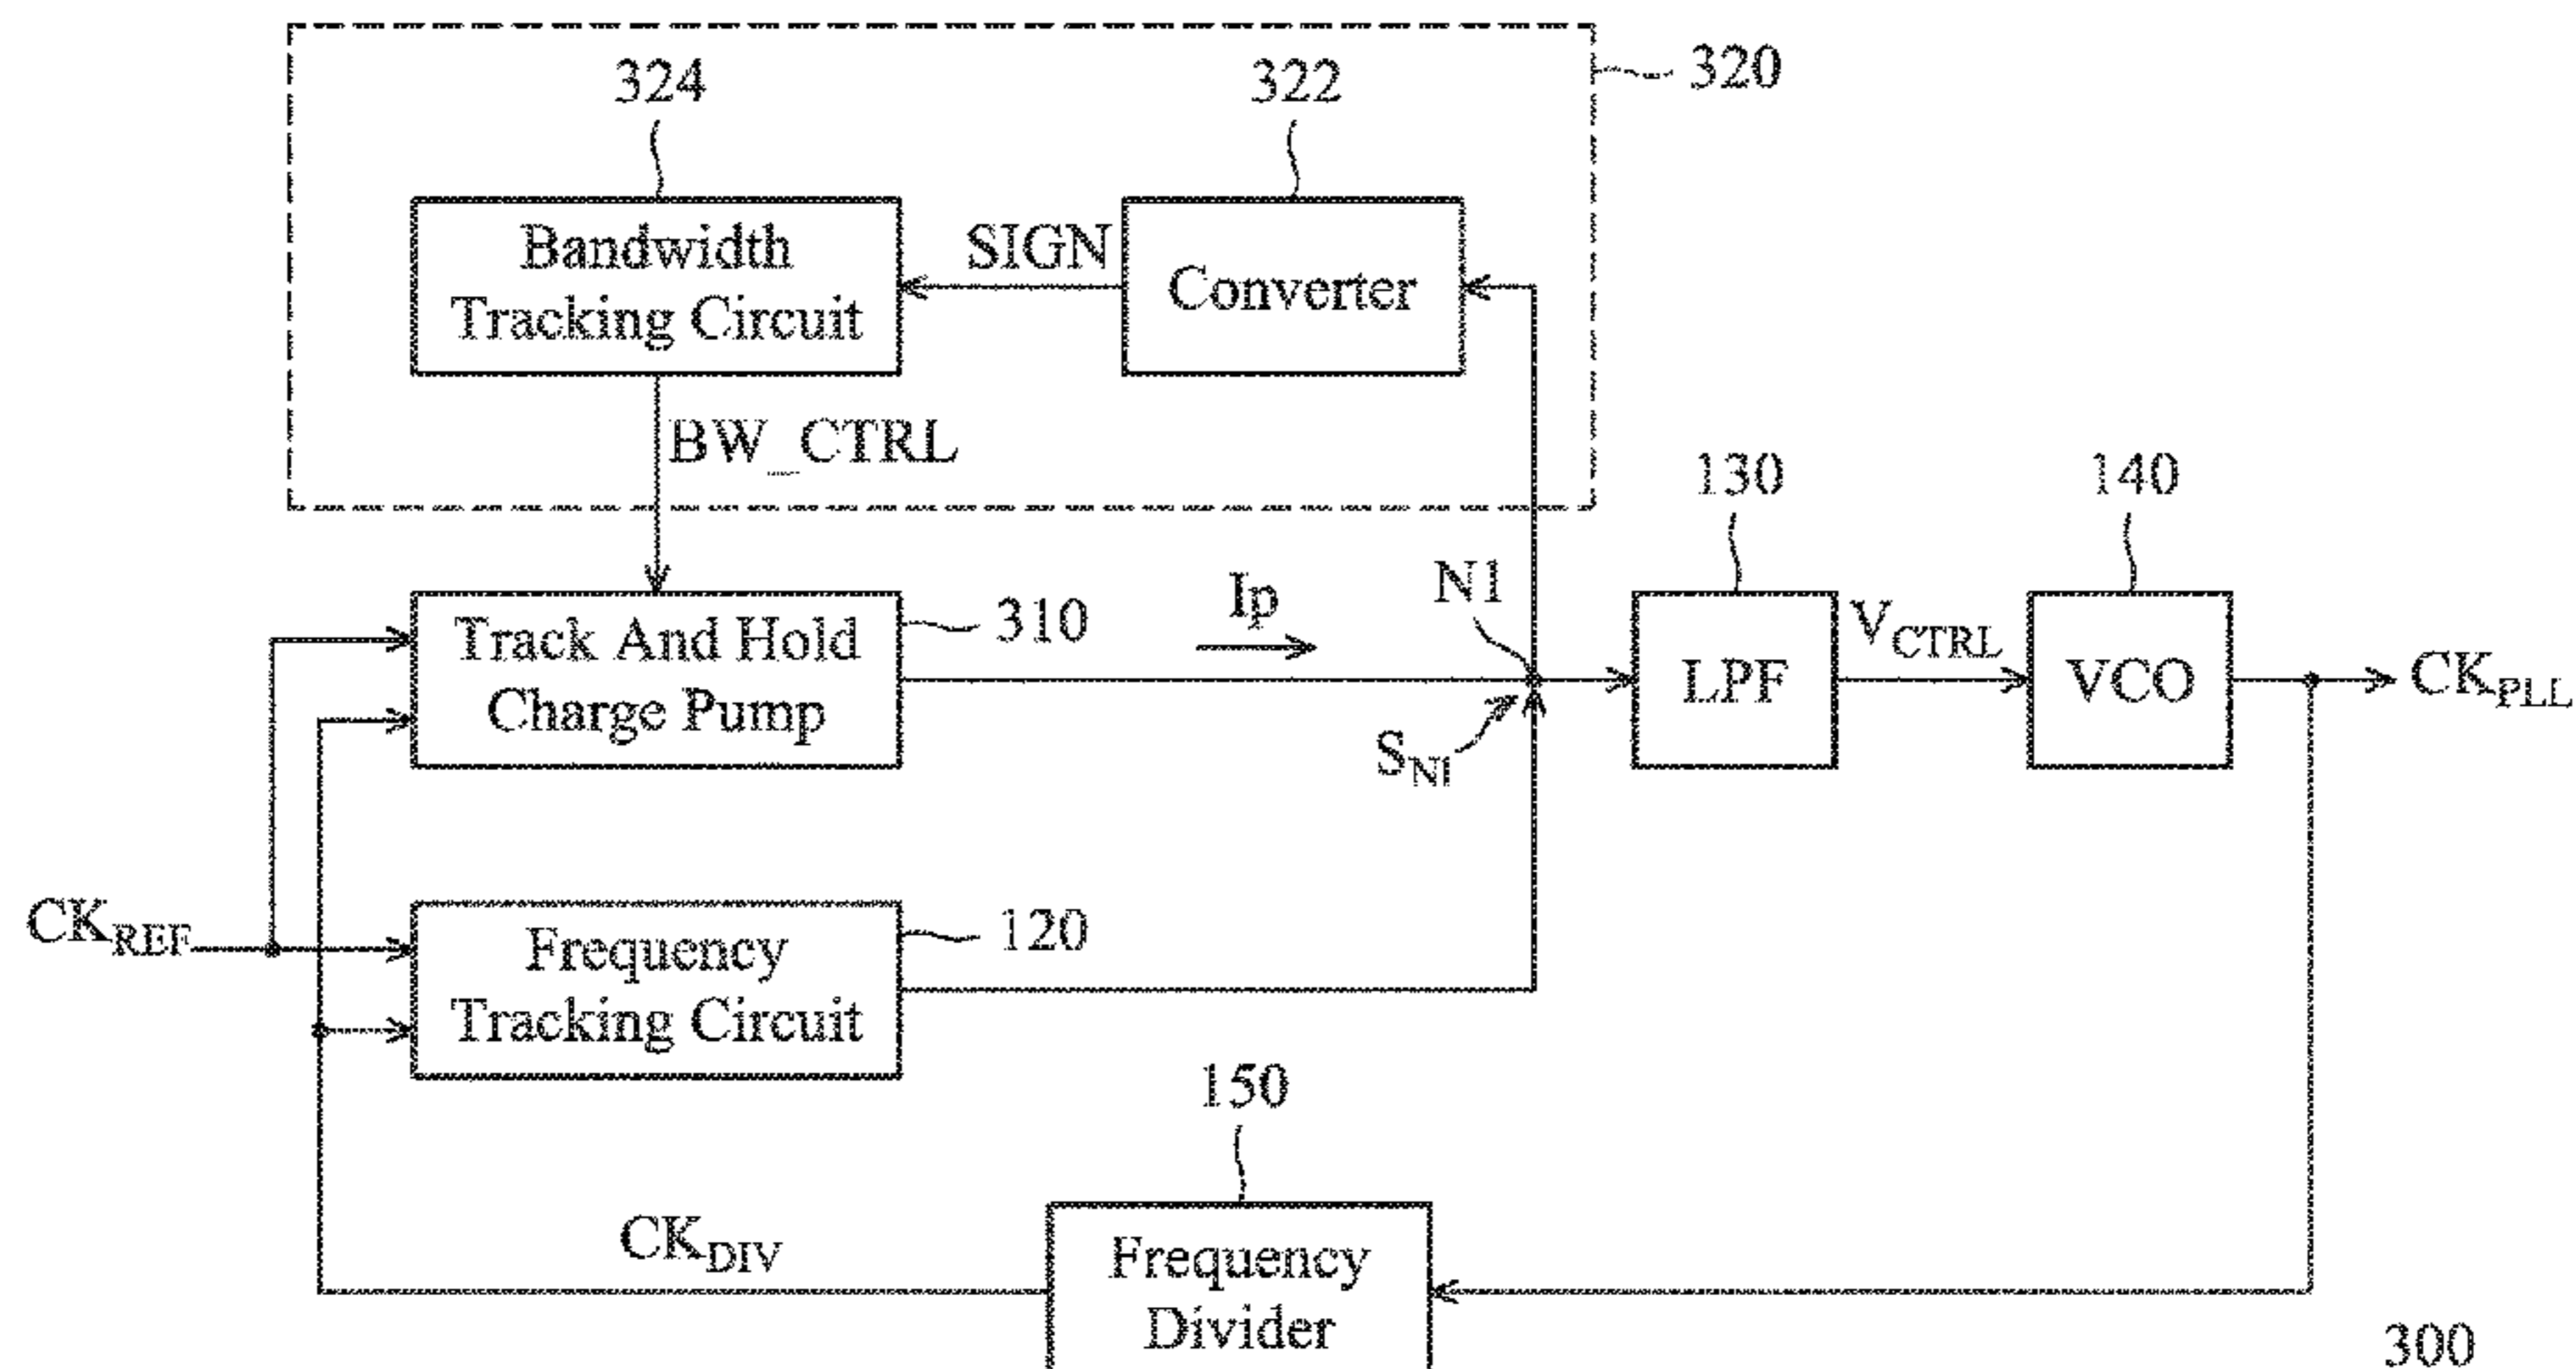 324
322
320
Bandwidth
Tracking Circuit
SIGN
Converter
BW_CTRL
130
140
Track And Hold
Charge Pump
310
Ip
N1
S_N1
LPF
V_CTRL
VCO
CK_PLL
CK_REF
Frequency
Tracking Circuit
120
150
CK_DIV
Frequency
Divider
300